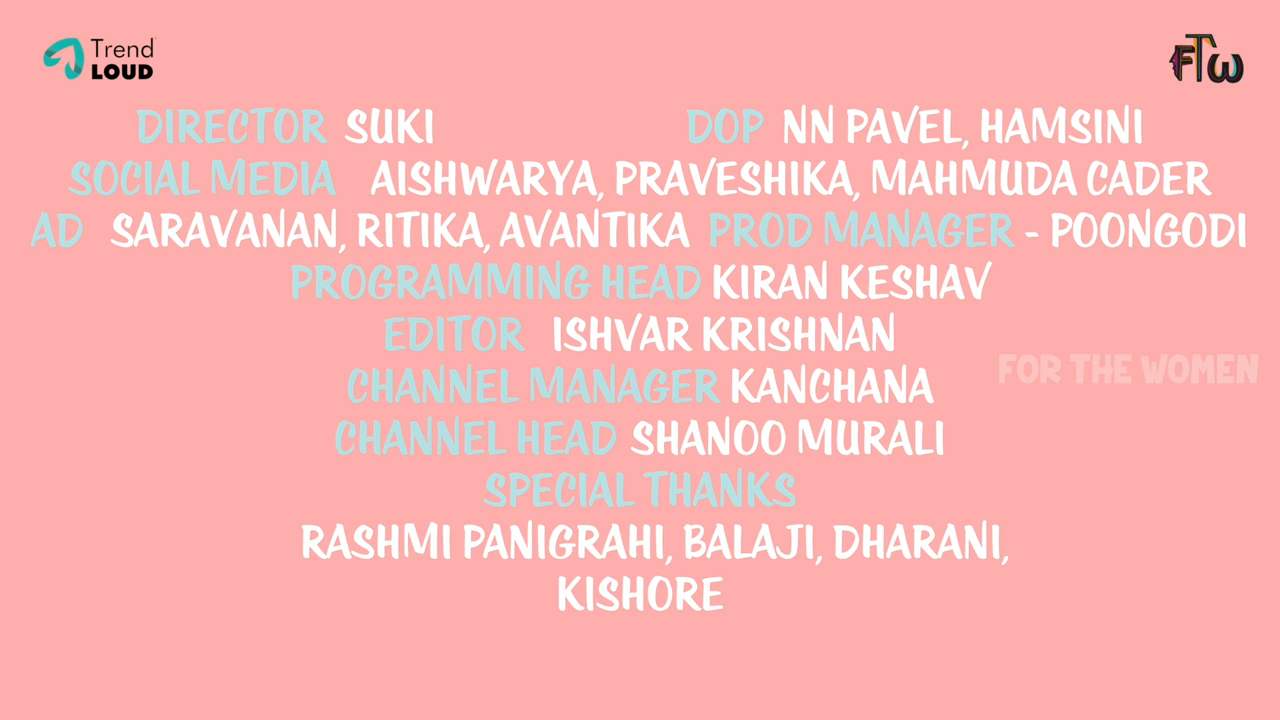 Trend
LOUD
FTW
DIRECTOR SUKI DOP NN PAVEL, HAMSINI
SOCIAL MEDIA AISHWARYA, PRAVESHIKA, MAHMUDA CADER
AD SARAVANAN, RITIKA, AVANTIKA PROD MANAGER - POONGODI
PROGRAMMING HEAD KIRAN KESHAV
EDITOR ISHVAR KRISHNAN
FOR THE WOMEN
CHANNEL MANAGER KANCHANA
CHANNEL HEAD SHANOO MURALI
SPECIAL THANKS
RASHMI PANIGRAHI, BALAJI, DHARANI,
KISHORE